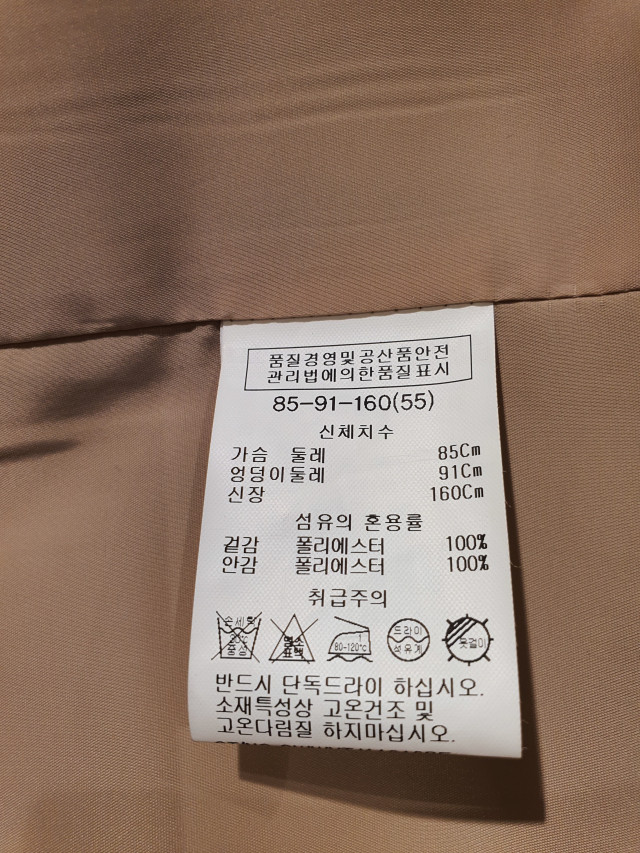 품질경영및공산품안전
관리법에의한품질표시
85-91-160(55)
신체치수
가슴 둘레 85Cm
엉덩이둘레 91Cm
신장 160Cm
섬유의 혼용률
겉감 폴리에스터 100%
안감 폴리에스터 100%
취급주의
손세탁
30℃
중성
염소
표백
1
80-120℃
드라이
석유계
옷걸이
반드시 단독드라이 하십시오.
소재특성상 고온건조 및
고온다림질 하지마십시오.